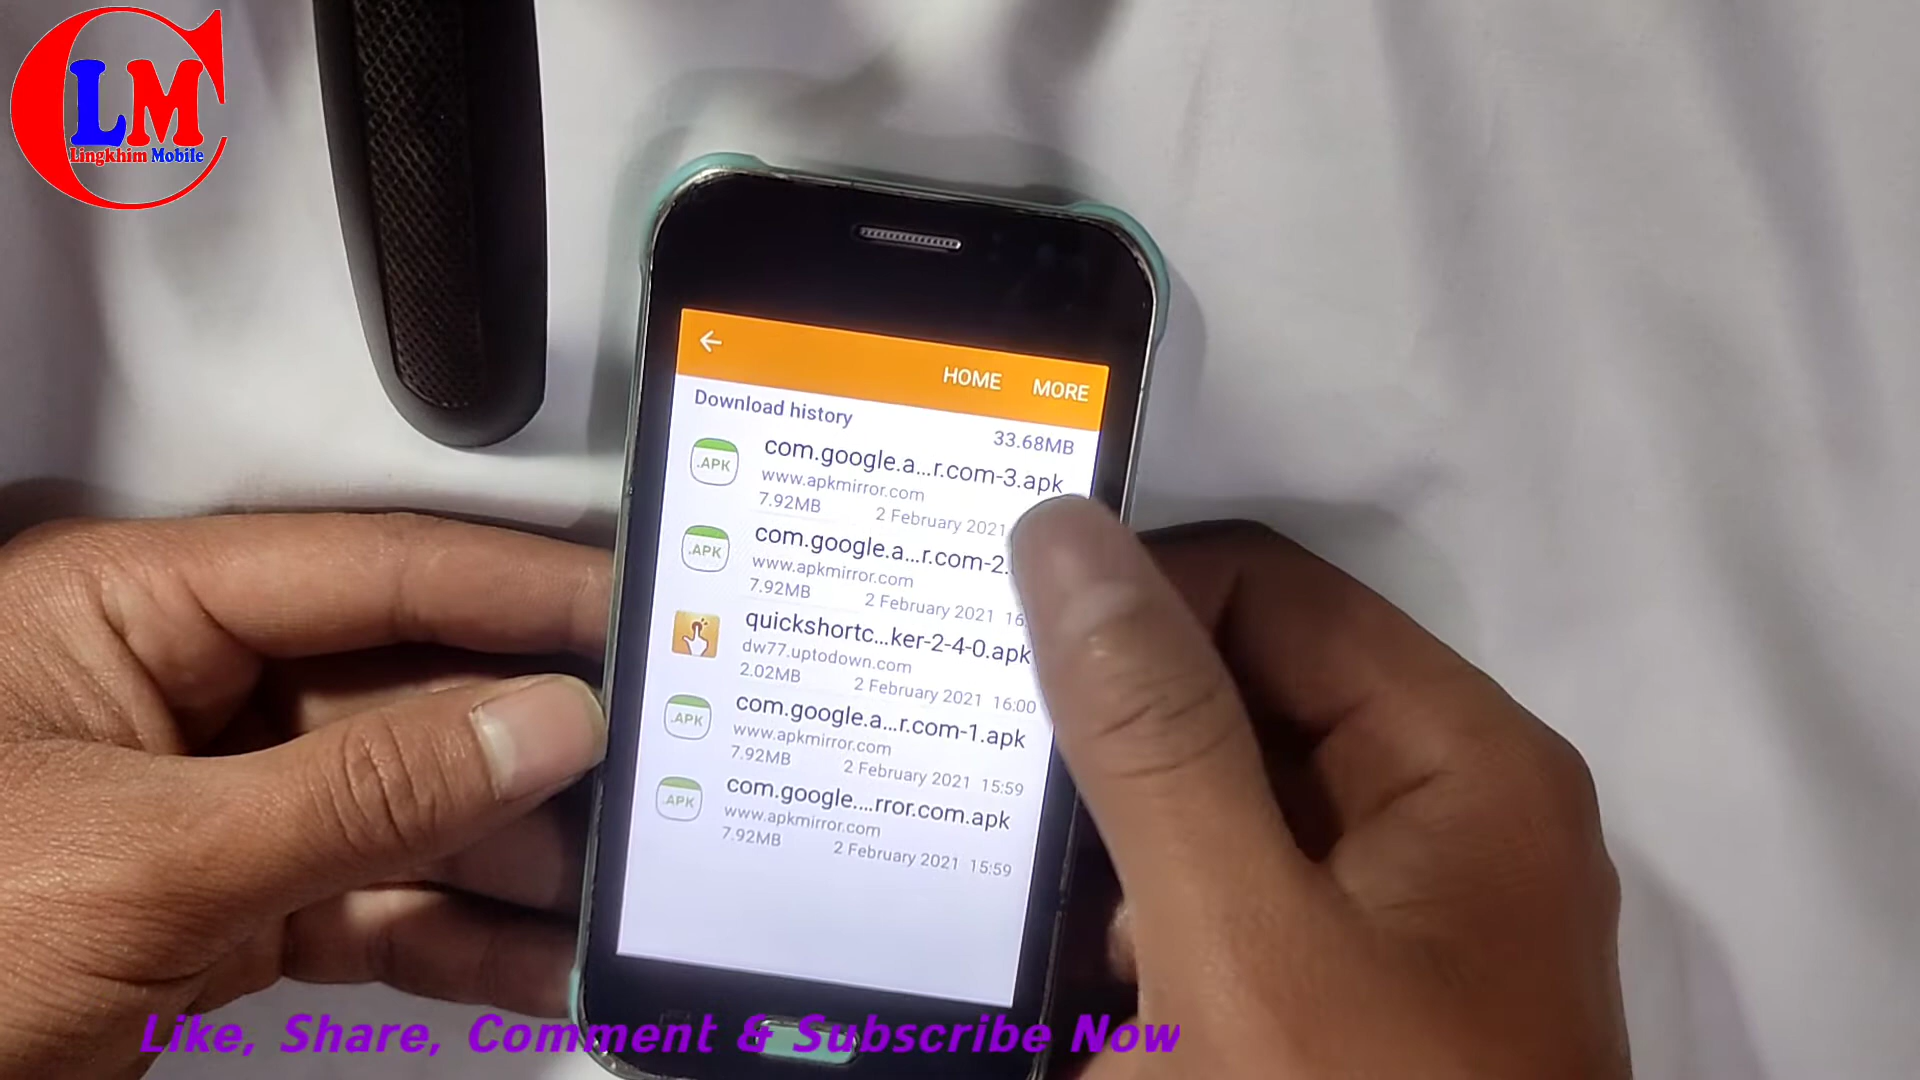 LM
Lingkhim Mobile
HOME MORE
Download history
33.68MB
.APK
com.google.a...r.com-3.apk
www.apkmirror.com
7.92MB 2 February 2021
.APK
com.google.a...r.com-2.
www.apkmirror.com
7.92MB 2 February 2021 16
quickshortc...ker-2-4-0.apk
dw77.uptodown.com
2.02MB 2 February 2021 16:00
.APK
com.google.a...r.com-1.apk
www.apkmirror.com
7.92MB 2 February 2021 15:59
.APK
com.google....rror.com.apk
www.apkmirror.com
7.92MB 2 February 2021 15:59
Like, Share, Comment & Subscribe Now